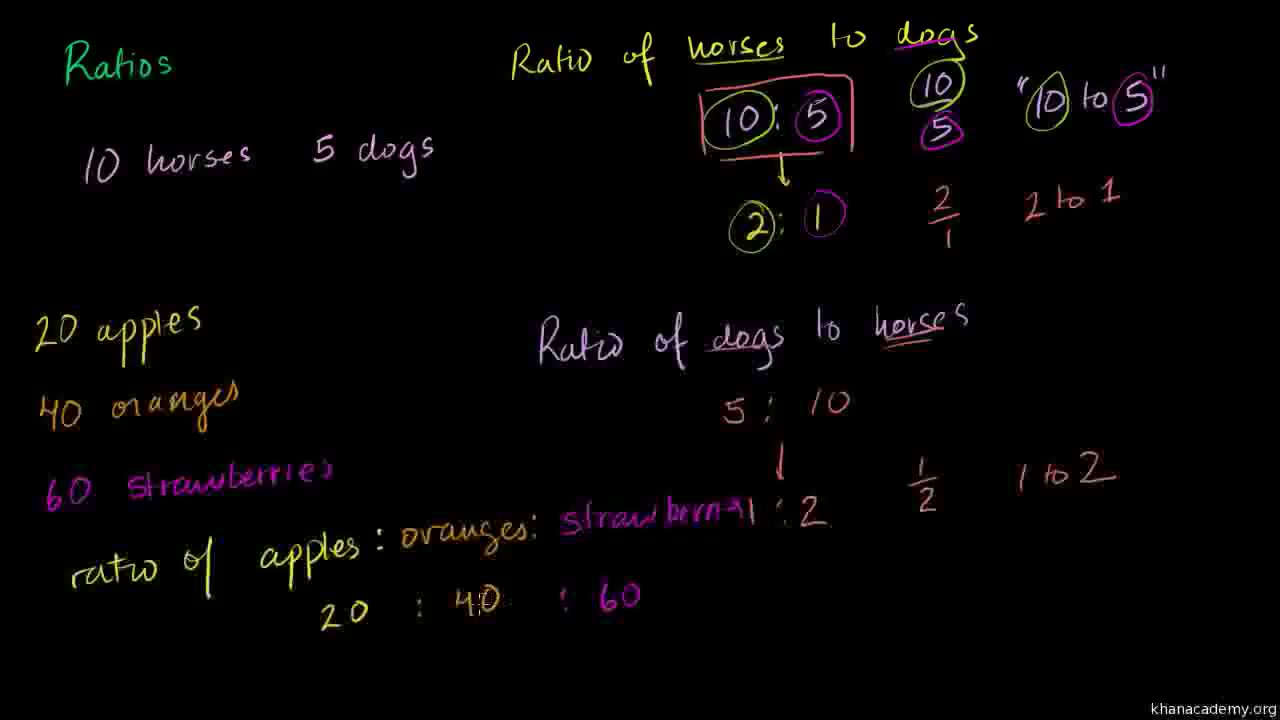 Ratios
10 horses 5 dogs
Ratio of horses to dogs
10 : 5
10
5
"10 to 5"
2 : 1
2
1
2 to 1
20 apples
40 oranges
60 strawberries
Ratio of dogs to horses
5 : 10
1 : 2
1
2
1 to 2
ratio of apples : oranges :
20 : 40 : 60
khanacademy.org